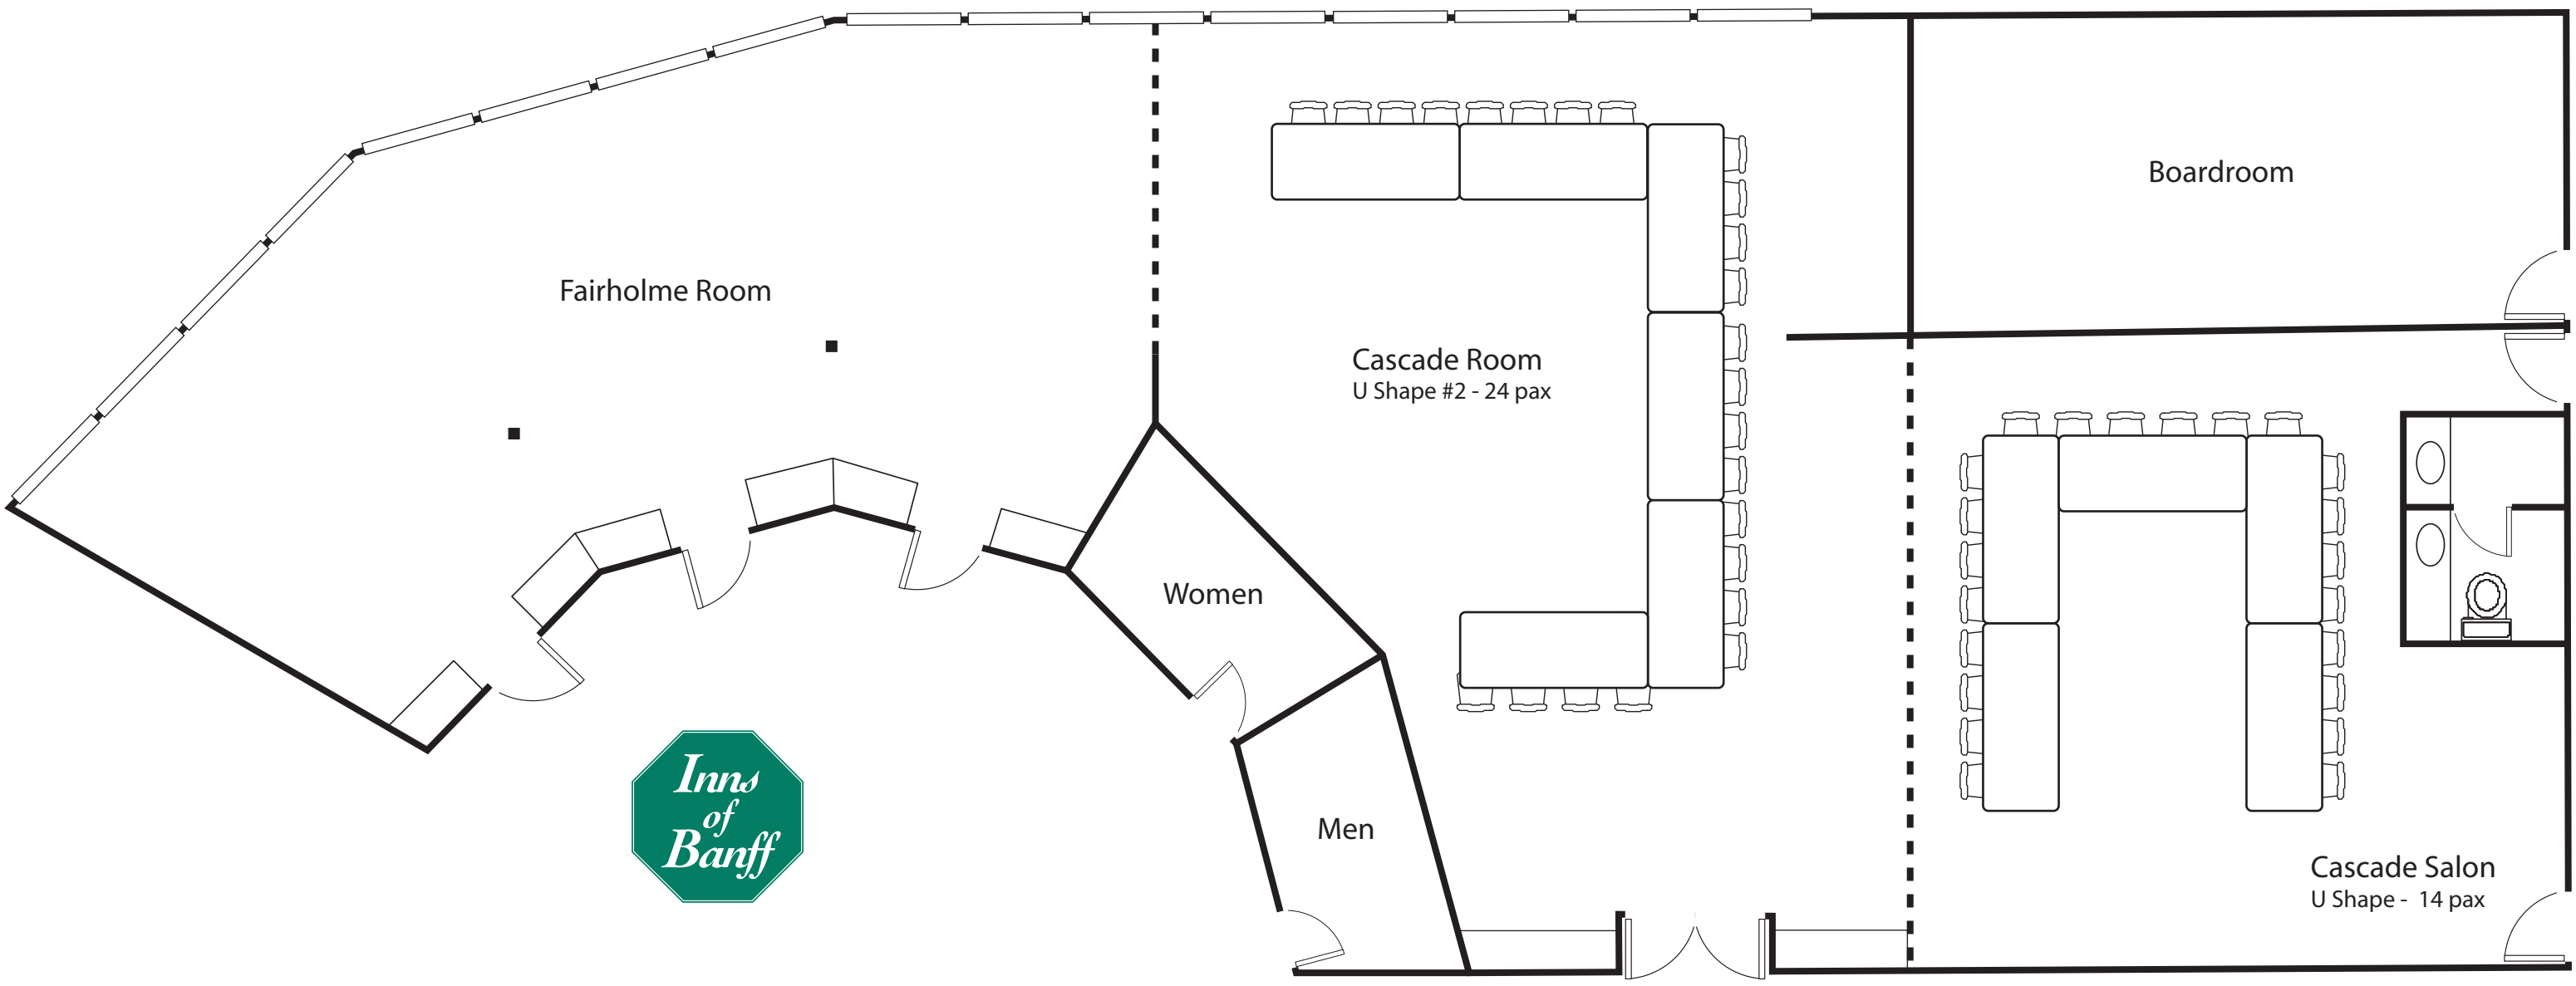 Boardroom
Fairholme Room
Cascade Room
U Shape #2 - 24 pax
Women
Men
Inns
of
Banff
Cascade Salon
U Shape -  14 pax